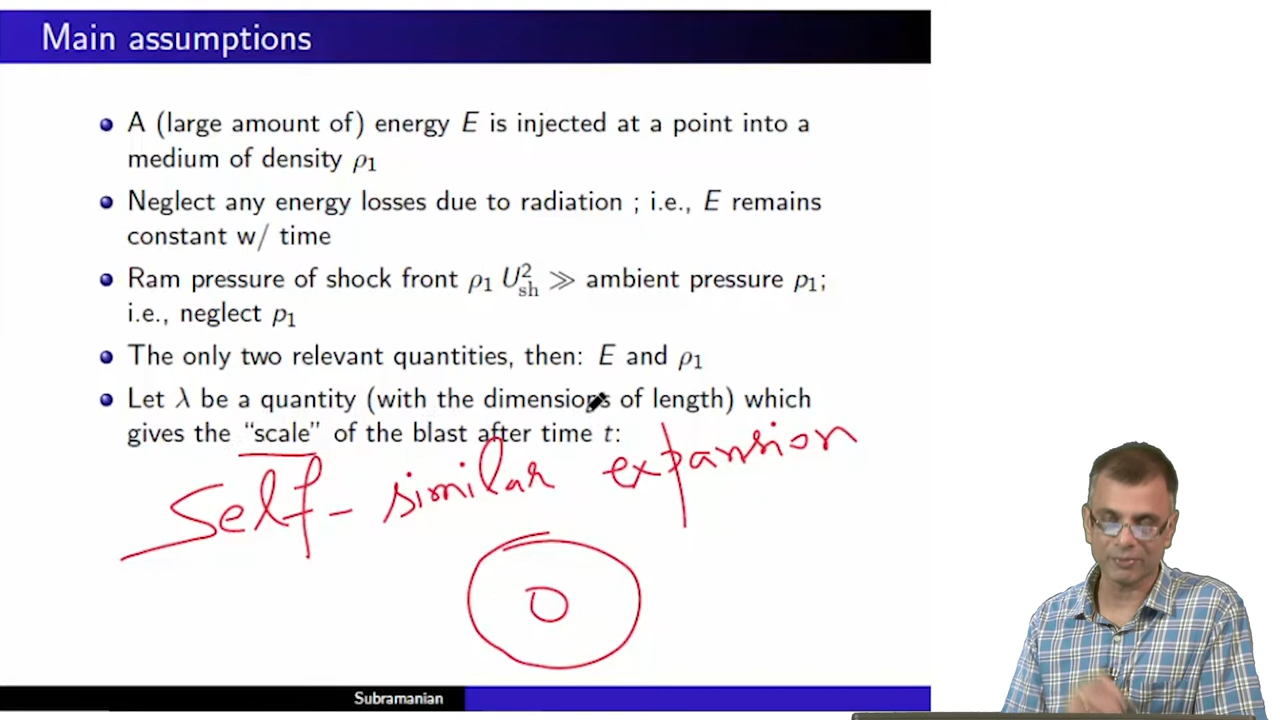 Main assumptions
A (large amount of) energy E is injected at a point into a
medium of density ρ₁
Neglect any energy losses due to radiation ; i.e., E remains
constant w/ time
Ram pressure of shock front ρ₁ U²sh ≫ ambient pressure p₁;
i.e., neglect p₁
The only two relevant quantities, then: E and ρ₁
Let λ be a quantity (with the dimensions of length) which
gives the “scale” of the blast after time t:
Self-similar expansion
Subramanian